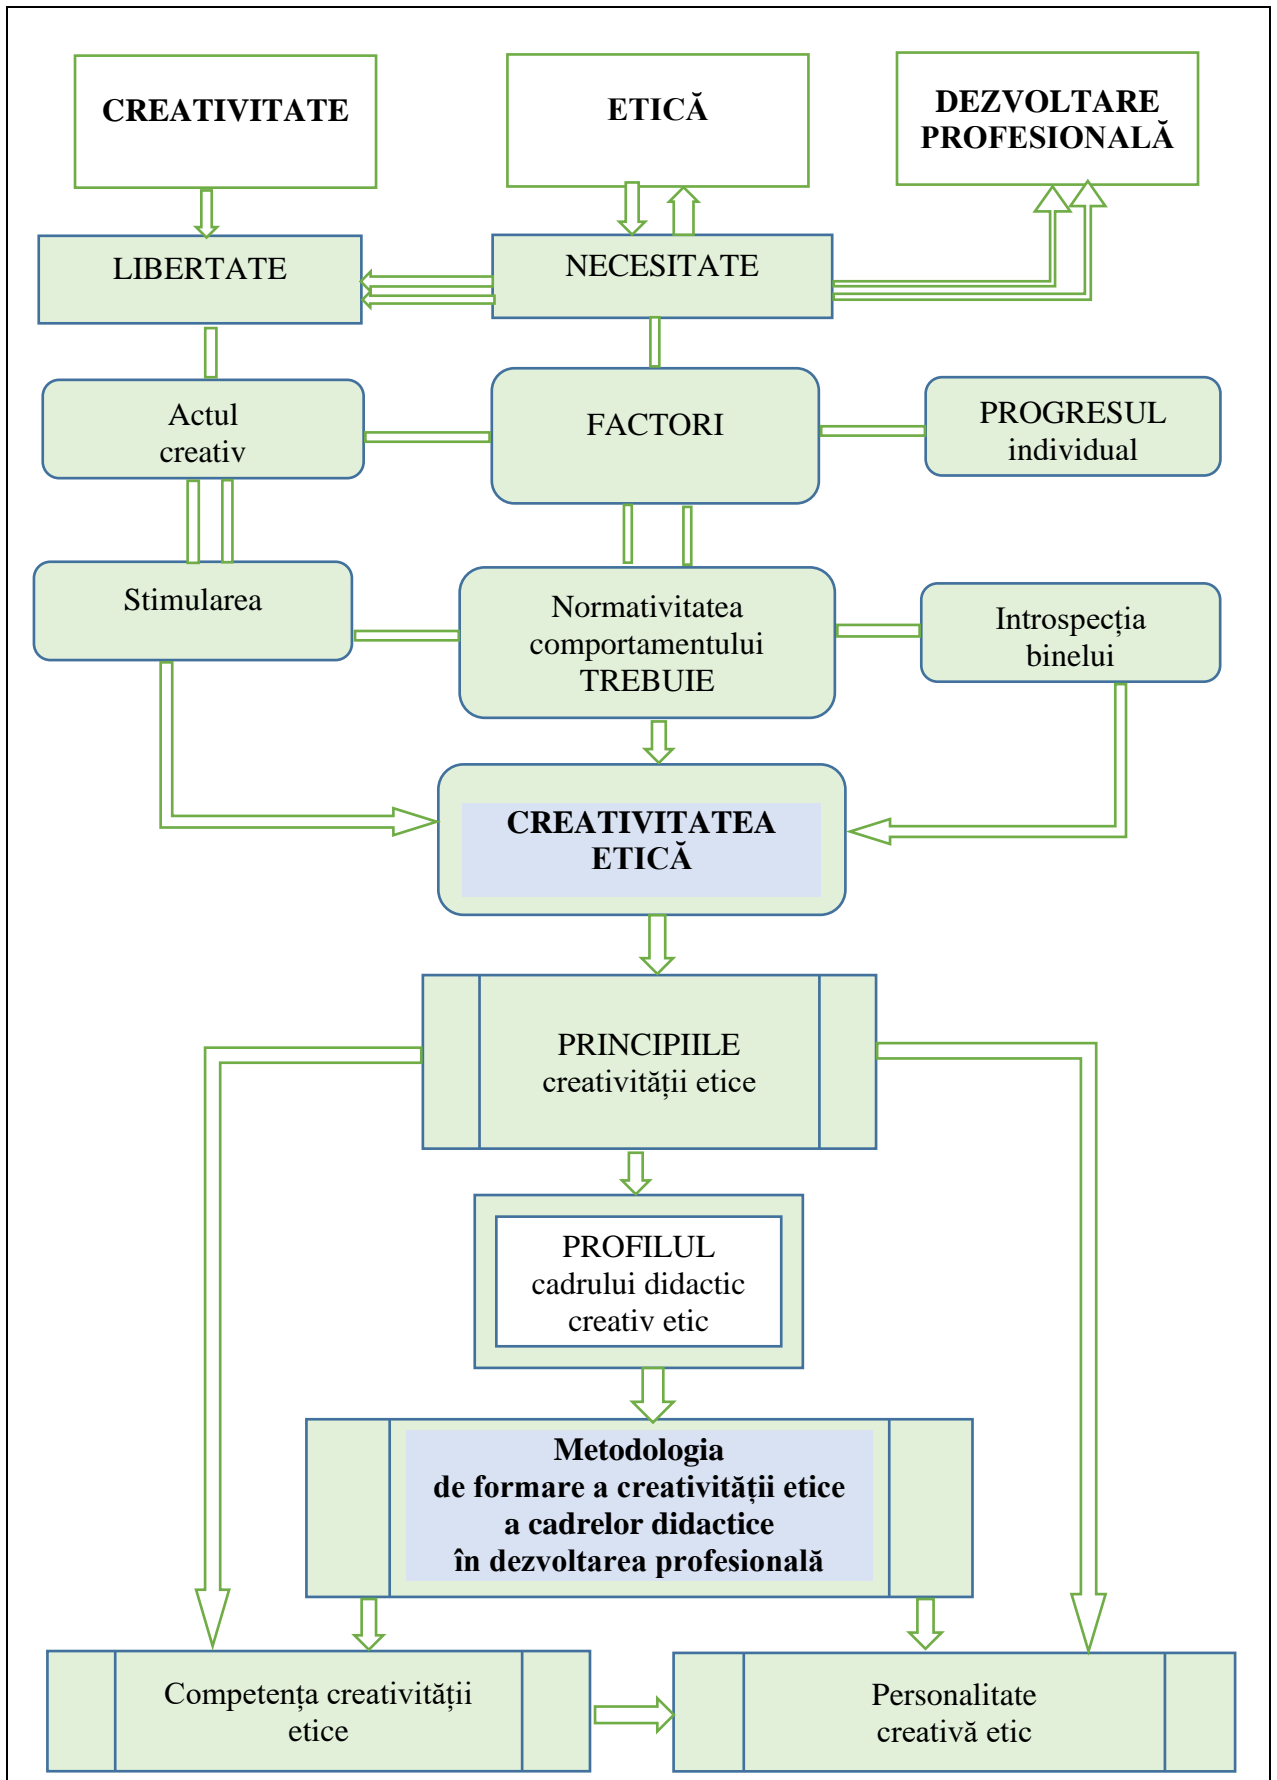 CREATIVITATE
ETICĂ
DEZVOLTARE
PROFESIONALĂ
LIBERTATE
NECESITATE
Actul
creativ
FACTORI
PROGRESUL
individual
Stimularea
Normativitatea
comportamentului
TREBUIE
Introspecția
binelui
CREATIVITATEA
ETICĂ
PRINCIPIILE
creativității etice
PROFILUL
cadrului didactic
creativ etic
Metodologia
de formare a creativității etice
a cadrelor didactice
în dezvoltarea profesională
Competența creativității
etice
Personalitate
creativă etic